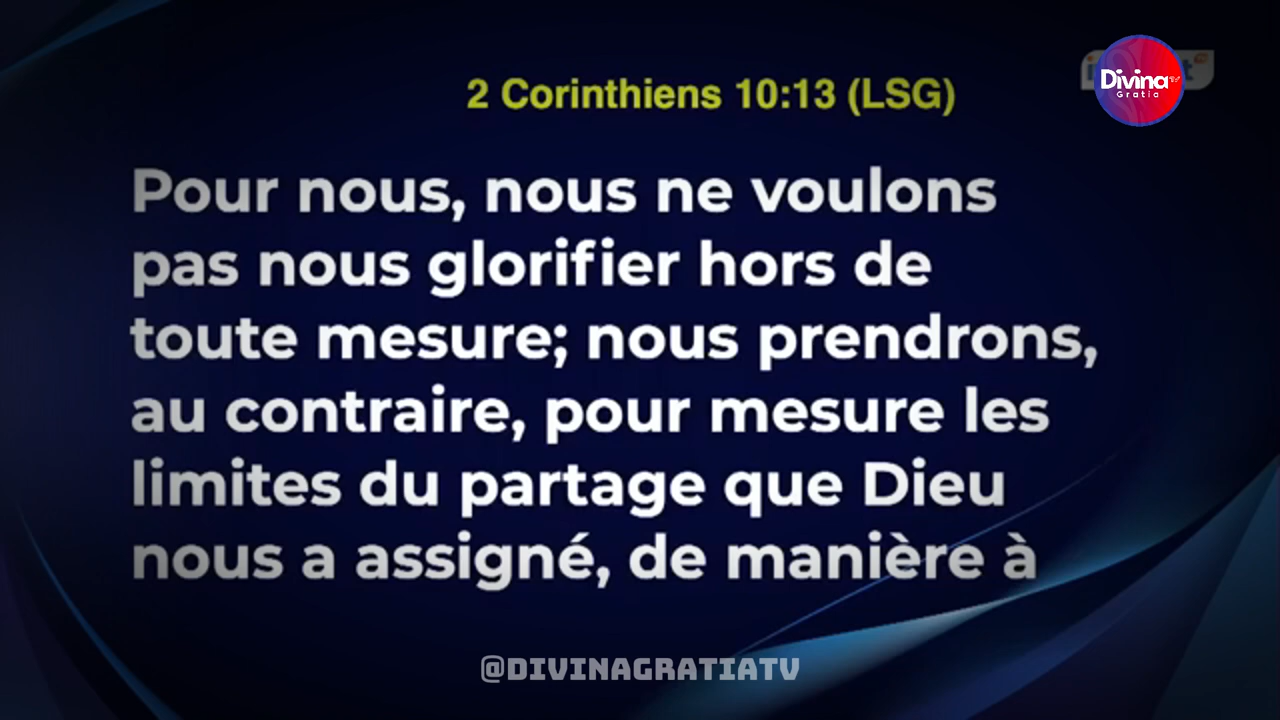 2 Corinthiens 10:13 (LSG)
Divina TV
Gratia
Pour nous, nous ne voulons
pas nous glorifier hors de
toute mesure; nous prendrons,
au contraire, pour mesure les
limites du partage que Dieu
nous a assigné, de manière à
@DIVINAGRATIATV